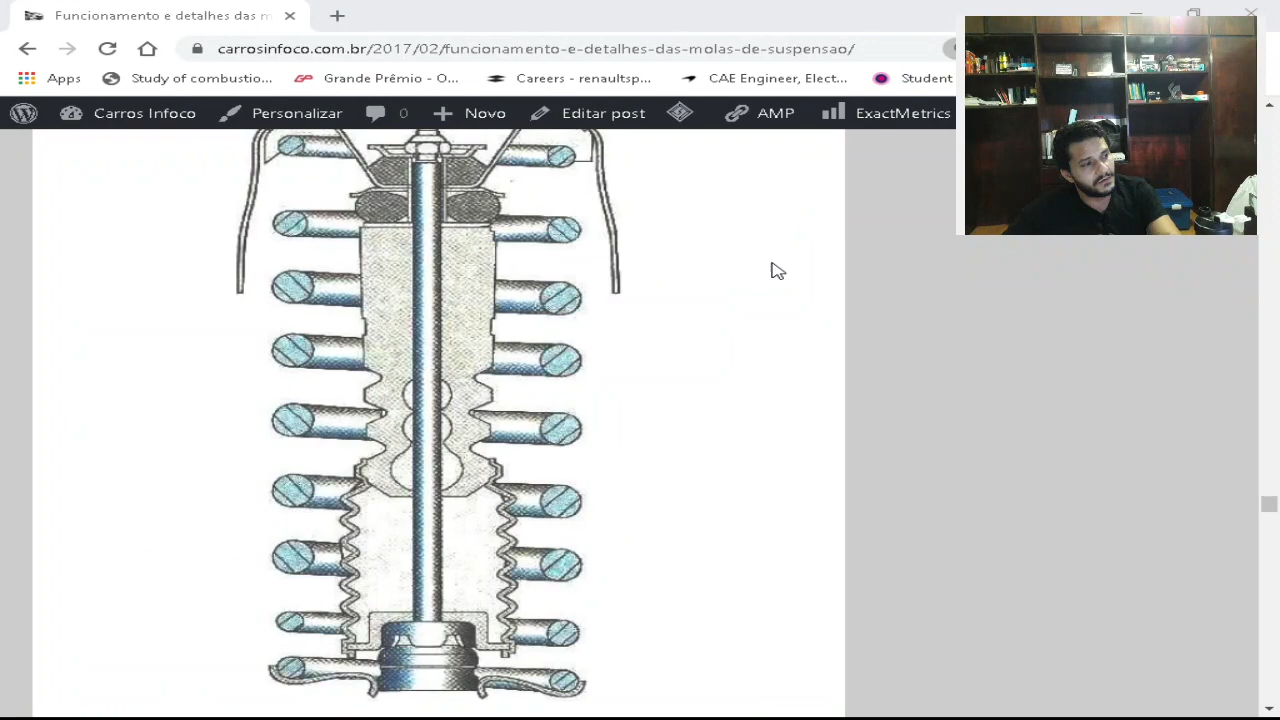 Funcionamento e detalhes das m
carrosinfoco.com.br/2017/02/funcionamento-e-detalhes-das-molas-de-suspensao/
Apps Study of combustio... GP Grande Prêmio - O... Careers - renaultsp... CAE Engineer, Elect... Student
Carros Infoco Personalizar 0 Novo Editar post AMP ExactMetrics